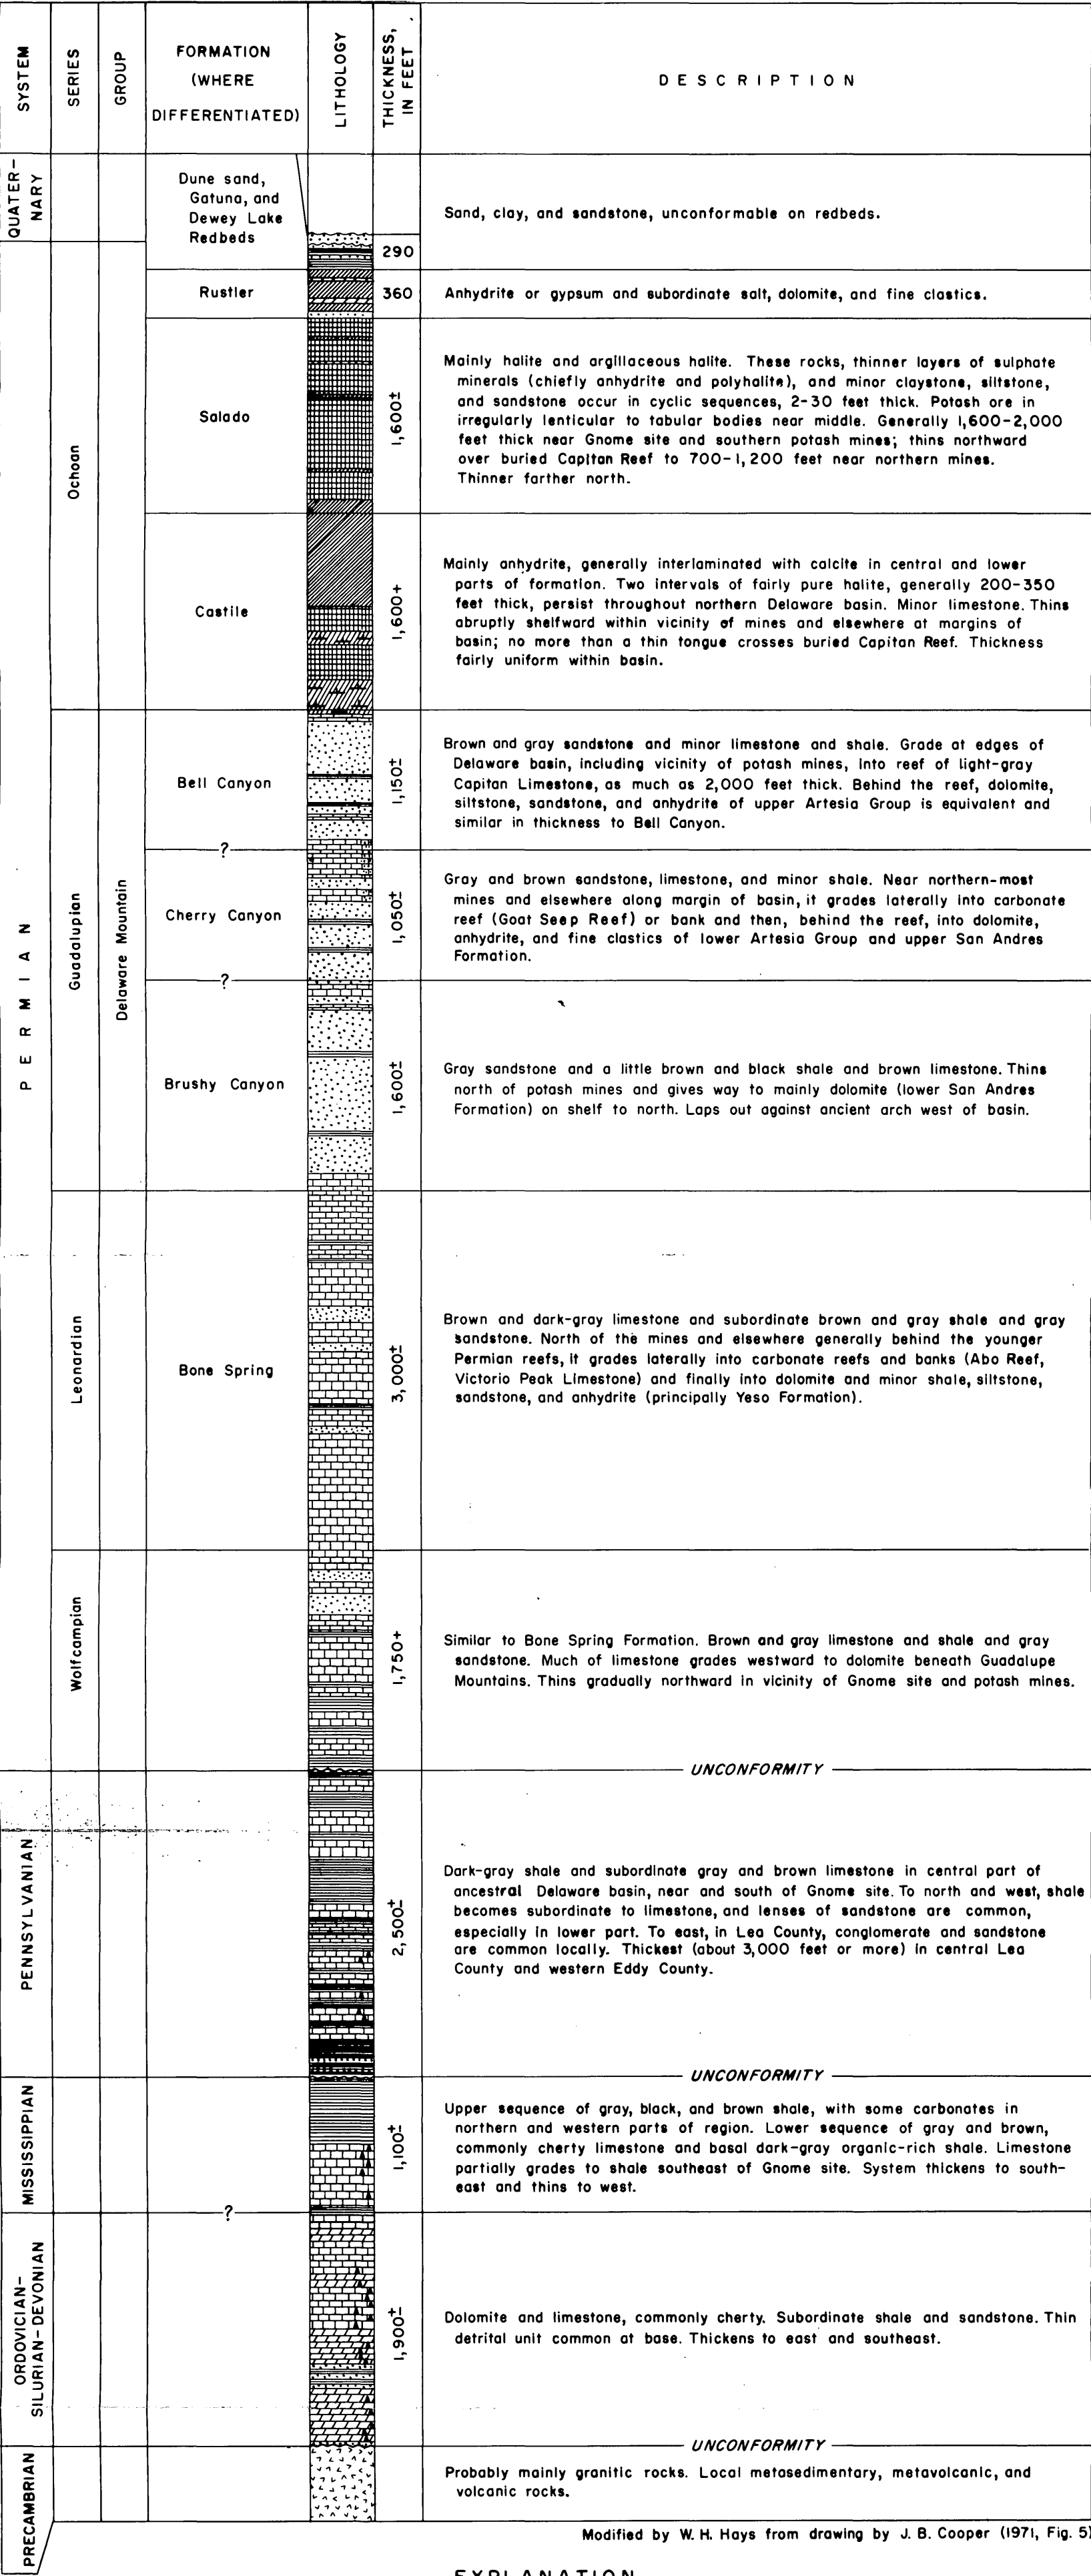 SYSTEM
SERIES
GROUP
FORMATION
(WHERE
DIFFERENTIATED)
LITHOLOGY
THICKNESS,
IN FEET
DESCRIPTION
QUATER-
NARY
Dune sand,
Gatuna, and
Dewey Lake
Redbeds
290
Sand, clay, and sandstone, unconformable on redbeds.
PERMIAN
Ochoan
Rustler
360
Anhydrite or gypsum and subordinate salt, dolomite, and fine clastics.
Salado
1,600±
Mainly halite and argillaceous halite. These rocks, thinner layers of sulphate
minerals (chiefly anhydrite and polyhalite), and minor claystone, siltstone,
and sandstone occur in cyclic sequences, 2-30 feet thick. Potash ore in
irregularly lenticular to tabular bodies near middle. Generally 1,600-2,000
feet thick near Gnome site and southern potash mines; thins northward
over buried Capitan Reef to 700-1,200 feet near northern mines.
Thinner farther north.
Castile
1,600+
Mainly anhydrite, generally interlaminated with calcite in central and lower
parts of formation. Two intervals of fairly pure halite, generally 200-350
feet thick, persist throughout northern Delaware basin. Minor limestone. Thins
abruptly shelfward within vicinity of mines and elsewhere at margins of
basin; no more than a thin tongue crosses buried Capitan Reef. Thickness
fairly uniform within basin.
Guadalupian
Delaware Mountain
Bell Canyon
1,150±
Brown and gray sandstone and minor limestone and shale. Grade at edges of
Delaware basin, including vicinity of potash mines, into reef of light-gray
Capitan Limestone, as much as 2,000 feet thick. Behind the reef, dolomite,
siltstone, sandstone, and anhydrite of upper Artesia Group is equivalent and
similar in thickness to Bell Canyon.
?
Cherry Canyon
1,050±
Gray and brown sandstone, limestone, and minor shale. Near northern-most
mines and elsewhere along margin of basin, it grades laterally into carbonate
reef (Goat Seep Reef) or bank and then, behind the reef, into dolomite,
anhydrite, and fine clastics of lower Artesia Group and upper San Andres
Formation.
?
Brushy Canyon
1,600±
Gray sandstone and a little brown and black shale and brown limestone. Thins
north of potash mines and gives way to mainly dolomite (lower San Andres
Formation) on shelf to north. Laps out against ancient arch west of basin.
Leonardian
Bone Spring
3,000±
Brown and dark-gray limestone and subordinate brown and gray shale and gray
sandstone. North of the mines and elsewhere generally behind the younger
Permian reefs, it grades laterally into carbonate reefs and banks (Abo Reef,
Victorio Peak Limestone) and finally into dolomite and minor shale, siltstone,
sandstone, and anhydrite (principally Yeso Formation).
Wolfcampian
1,750+
Similar to Bone Spring Formation. Brown and gray limestone and shale and gray
sandstone. Much of limestone grades westward to dolomite beneath Guadalupe
Mountains. Thins gradually northward in vicinity of Gnome site and potash mines.
UNCONFORMITY
PENNSYLVANIAN
2,500±
Dark-gray shale and subordinate gray and brown limestone in central part of
ancestral Delaware basin, near and south of Gnome site. To north and west, shale
becomes subordinate to limestone, and lenses of sandstone are common,
especially in lower part. To east, in Lea County, conglomerate and sandstone
are common locally. Thickest (about 3,000 feet or more) in central Lea
County and western Eddy County.
UNCONFORMITY
MISSISSIPPIAN
1,100±
Upper sequence of gray, black, and brown shale, with some carbonates in
northern and western parts of region. Lower sequence of gray and brown,
commonly cherty limestone and basal dark-gray organic-rich shale. Limestone
partially grades to shale southeast of Gnome site. System thickens to south-
east and thins to west.
?
ORDOVICIAN-
SILURIAN-DEVONIAN
1,900±
Dolomite and limestone, commonly cherty. Subordinate shale and sandstone. Thin
detrital unit common at base. Thickens to east and southeast.
UNCONFORMITY
PRECAMBRIAN
Probably mainly granitic rocks. Local metasedimentary, metavolcanic, and
volcanic rocks.
Modified by W. H. Hays from drawing by J. B. Cooper (1971, Fig. 5)
EXPLANATION